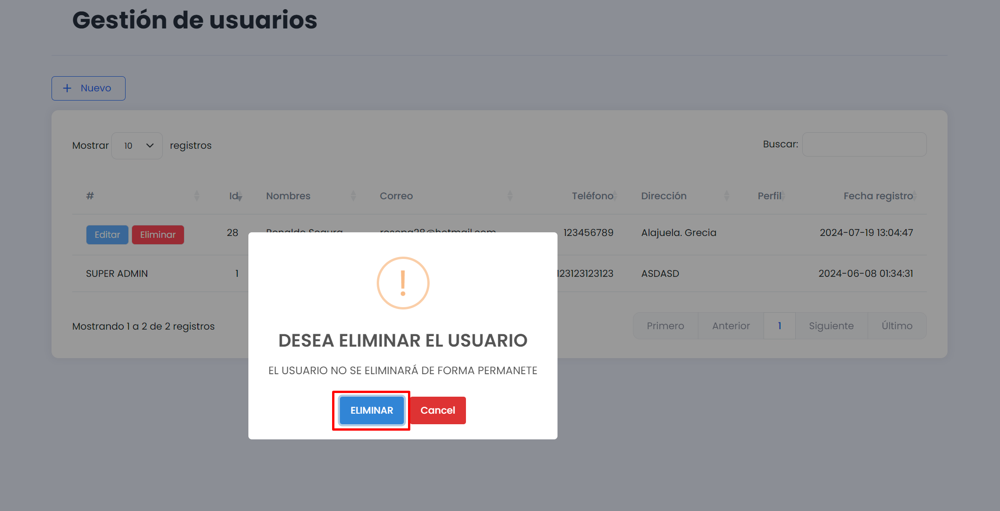 Gestión de usuarios
+ Nuevo
Mostrar 10 registros Buscar:
# Id Nombres Correo Teléfono Dirección Perfil Fecha registro
Editar Eliminar 28 Ronaldo Segura 123456789 Alajuela. Grecia 2024-07-19 13:04:47
SUPER ADMIN 1 123123123123 ASDASD 2024-06-08 01:34:31
Mostrando 1 a 2 de 2 registros Primero Anterior 1 Siguiente Último
DESEA ELIMINAR EL USUARIO
EL USUARIO NO SE ELIMINARÁ DE FORMA PERMANETE
ELIMINAR Cancel